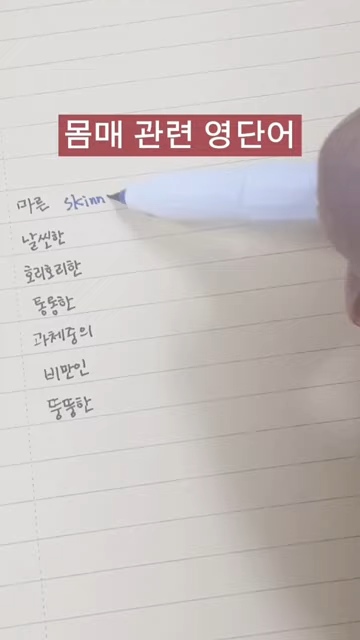 몸매 관련 영단어
마른 skinn
날씬한
호리호리한
통통한
과체중의
비만인
뚱뚱한